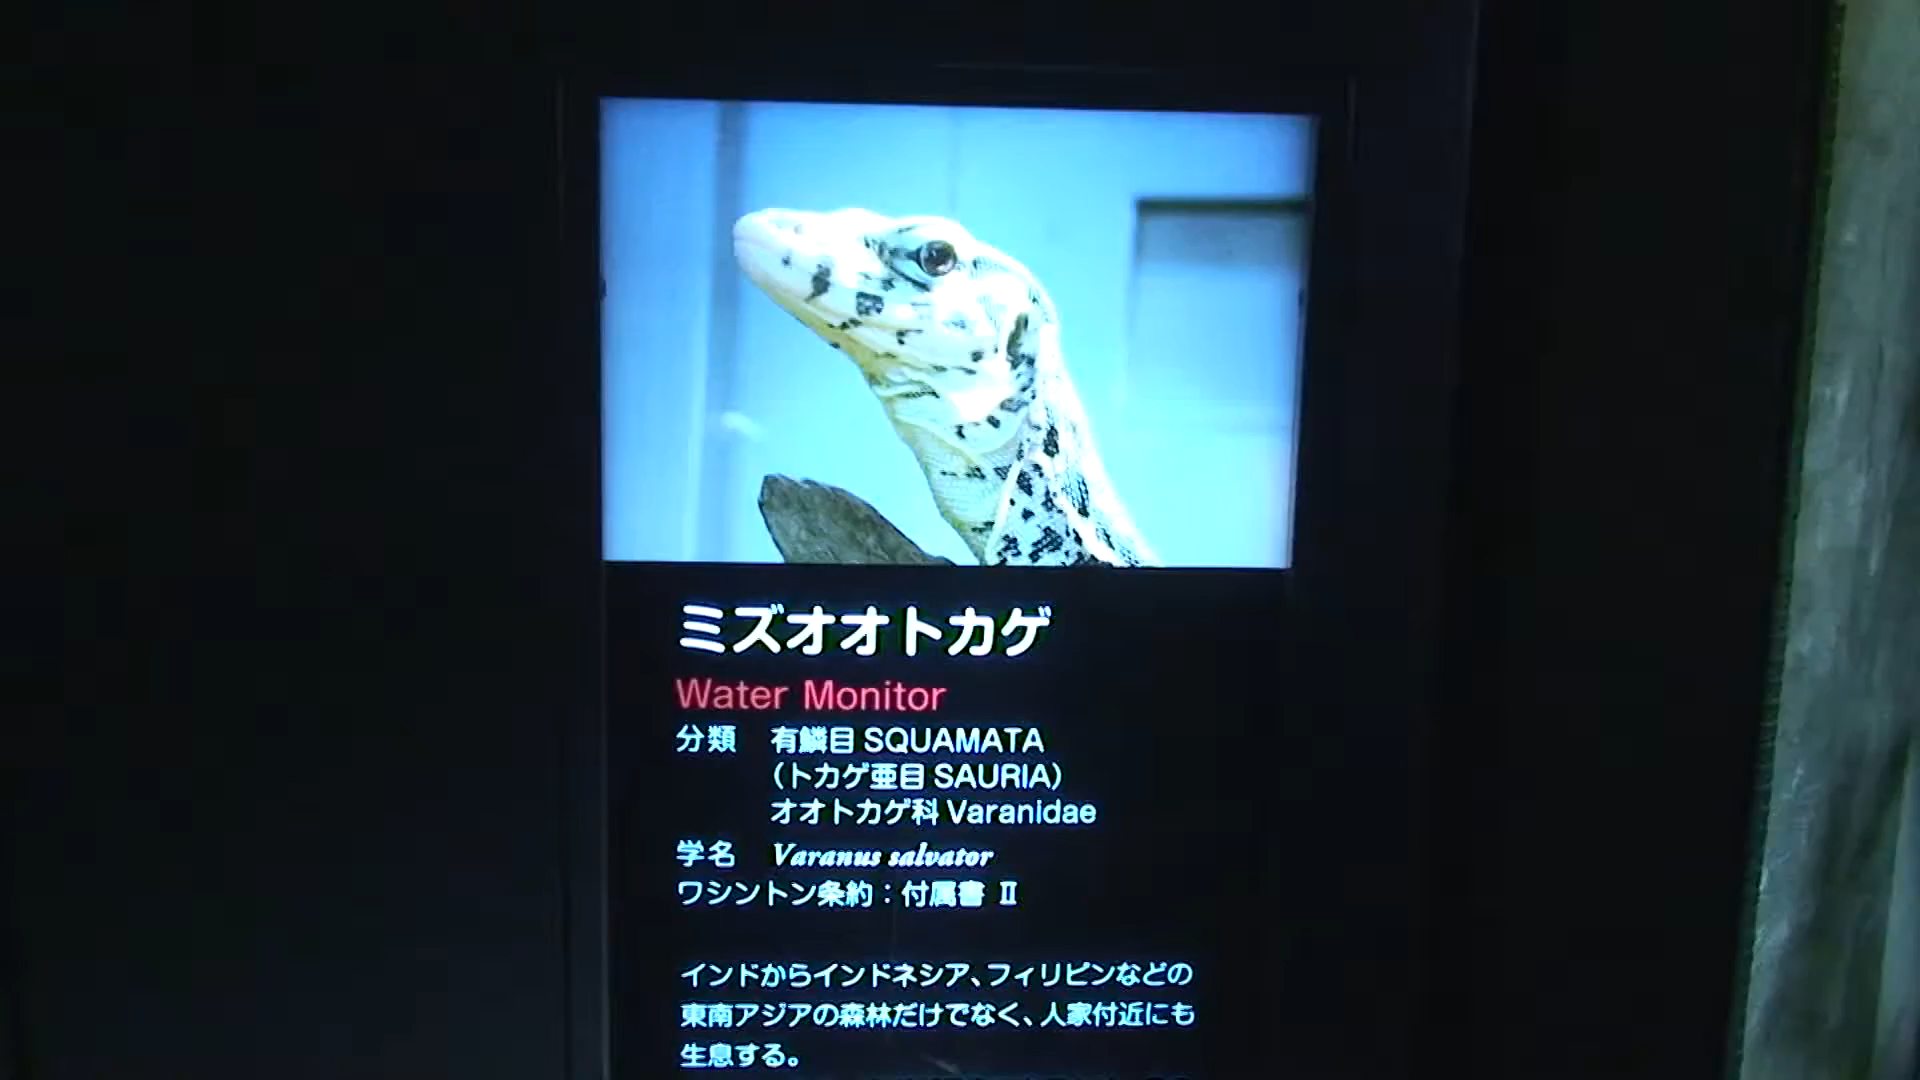 ミズオオトカゲ
Water Monitor
分類 有鱗目 SQUAMATA
（トカゲ亜目 SAURIA）
オオトカゲ科 Varanidae
学名 Varanus salvator
ワシントン条約：付属書 Ⅱ
インドからインドネシア、フィリピンなどの
東南アジアの森林だけでなく、人家付近にも
生息する。